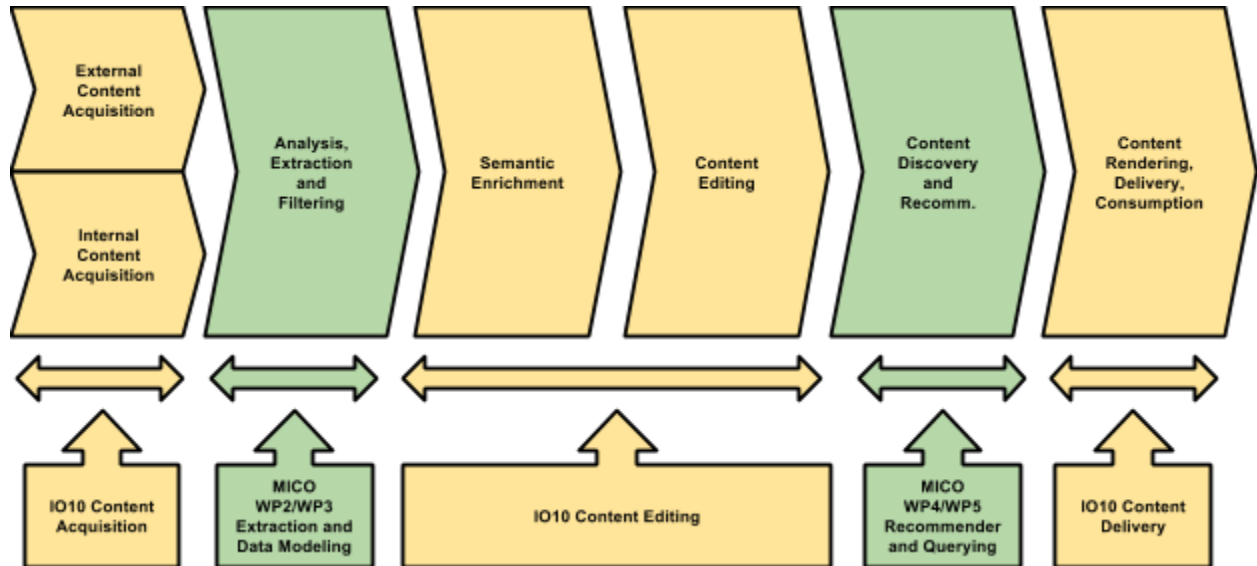 External
Content
Acquisition
Internal
Content
Acquisition
Analysis,
Extraction
and
Filtering
Semantic
Enrichment
Content
Editing
Content
Discovery
and
Recomm.
Content
Rendering,
Delivery,
Consumption
IO10 Content
Acquisition
MICO
WP2/WP3
Extraction and
Data Modeling
IO10 Content Editing
MICO
WP4/WP5
Recommender
and Querying
IO10 Content
Delivery